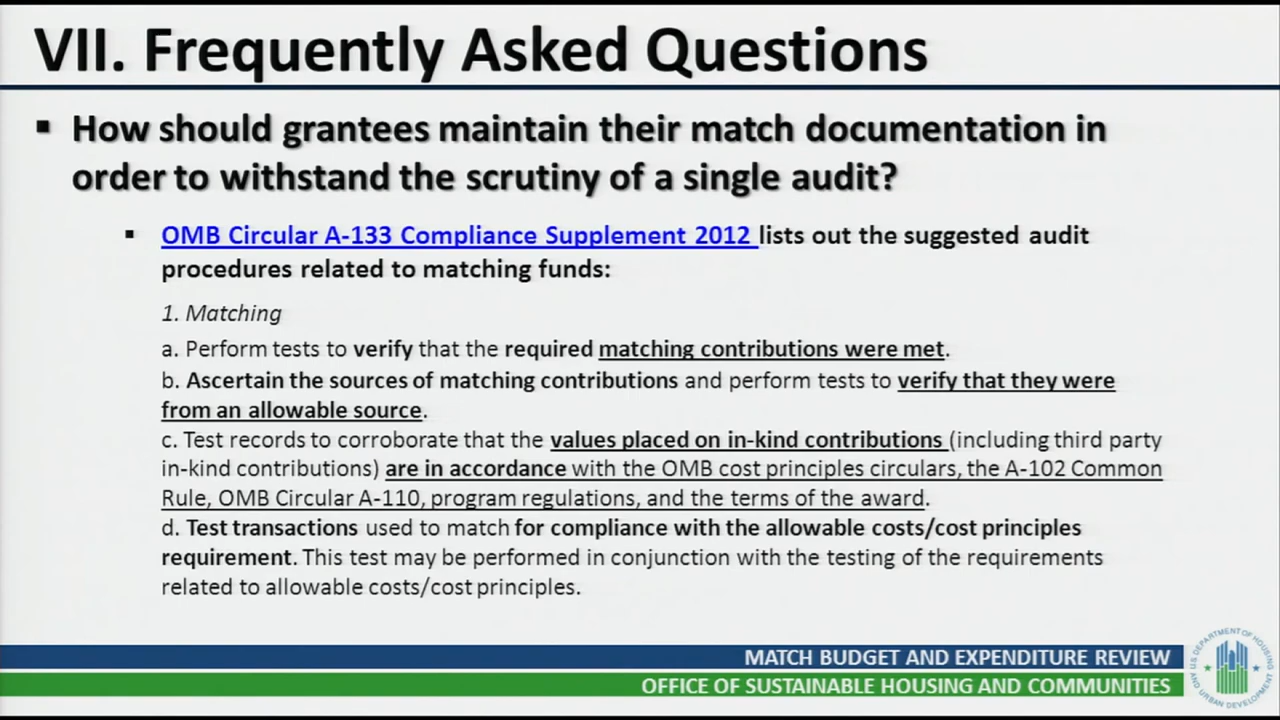 VII. Frequently Asked Questions
▪ How should grantees maintain their match documentation in
order to withstand the scrutiny of a single audit?
▪ OMB Circular A-133 Compliance Supplement 2012 lists out the suggested audit
procedures related to matching funds:
1. Matching
a. Perform tests to verify that the required matching contributions were met.
b. Ascertain the sources of matching contributions and perform tests to verify that they were
from an allowable source.
c. Test records to corroborate that the values placed on in-kind contributions (including third party
in-kind contributions) are in accordance with the OMB cost principles circulars, the A-102 Common
Rule, OMB Circular A-110, program regulations, and the terms of the award.
d. Test transactions used to match for compliance with the allowable costs/cost principles
requirement. This test may be performed in conjunction with the testing of the requirements
related to allowable costs/cost principles.
MATCH BUDGET AND EXPENDITURE REVIEW
OFFICE OF SUSTAINABLE HOUSING AND COMMUNITIES
U.S. DEPARTMENT OF HOUSING
AND URBAN DEVELOPMENT